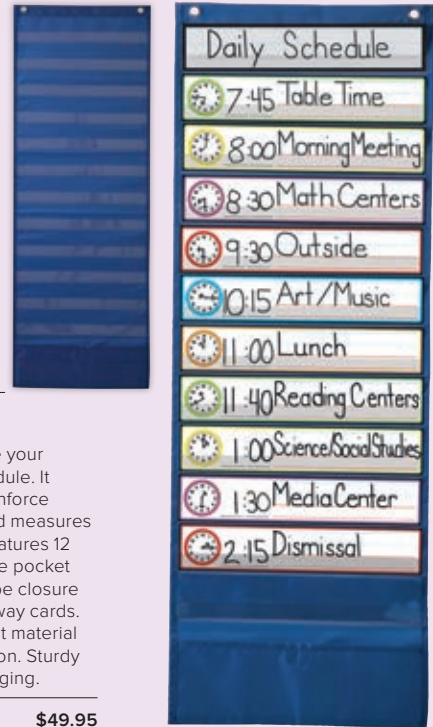 Daily Schedule
7:45 Table Time
8:00 Morning Meeting
8:30 Math Centers
9:30 Outside
10:15 Art/Music
11:00 Lunch
11:40 Reading Centers
1:00 Science/Social Studies
1:30 Media Center
2:15 Dismissal
your
dule. It
nforce
d measures
atures 12
e pocket
pe closure
way cards.
t material
on. Sturdy
ging.
$49.95